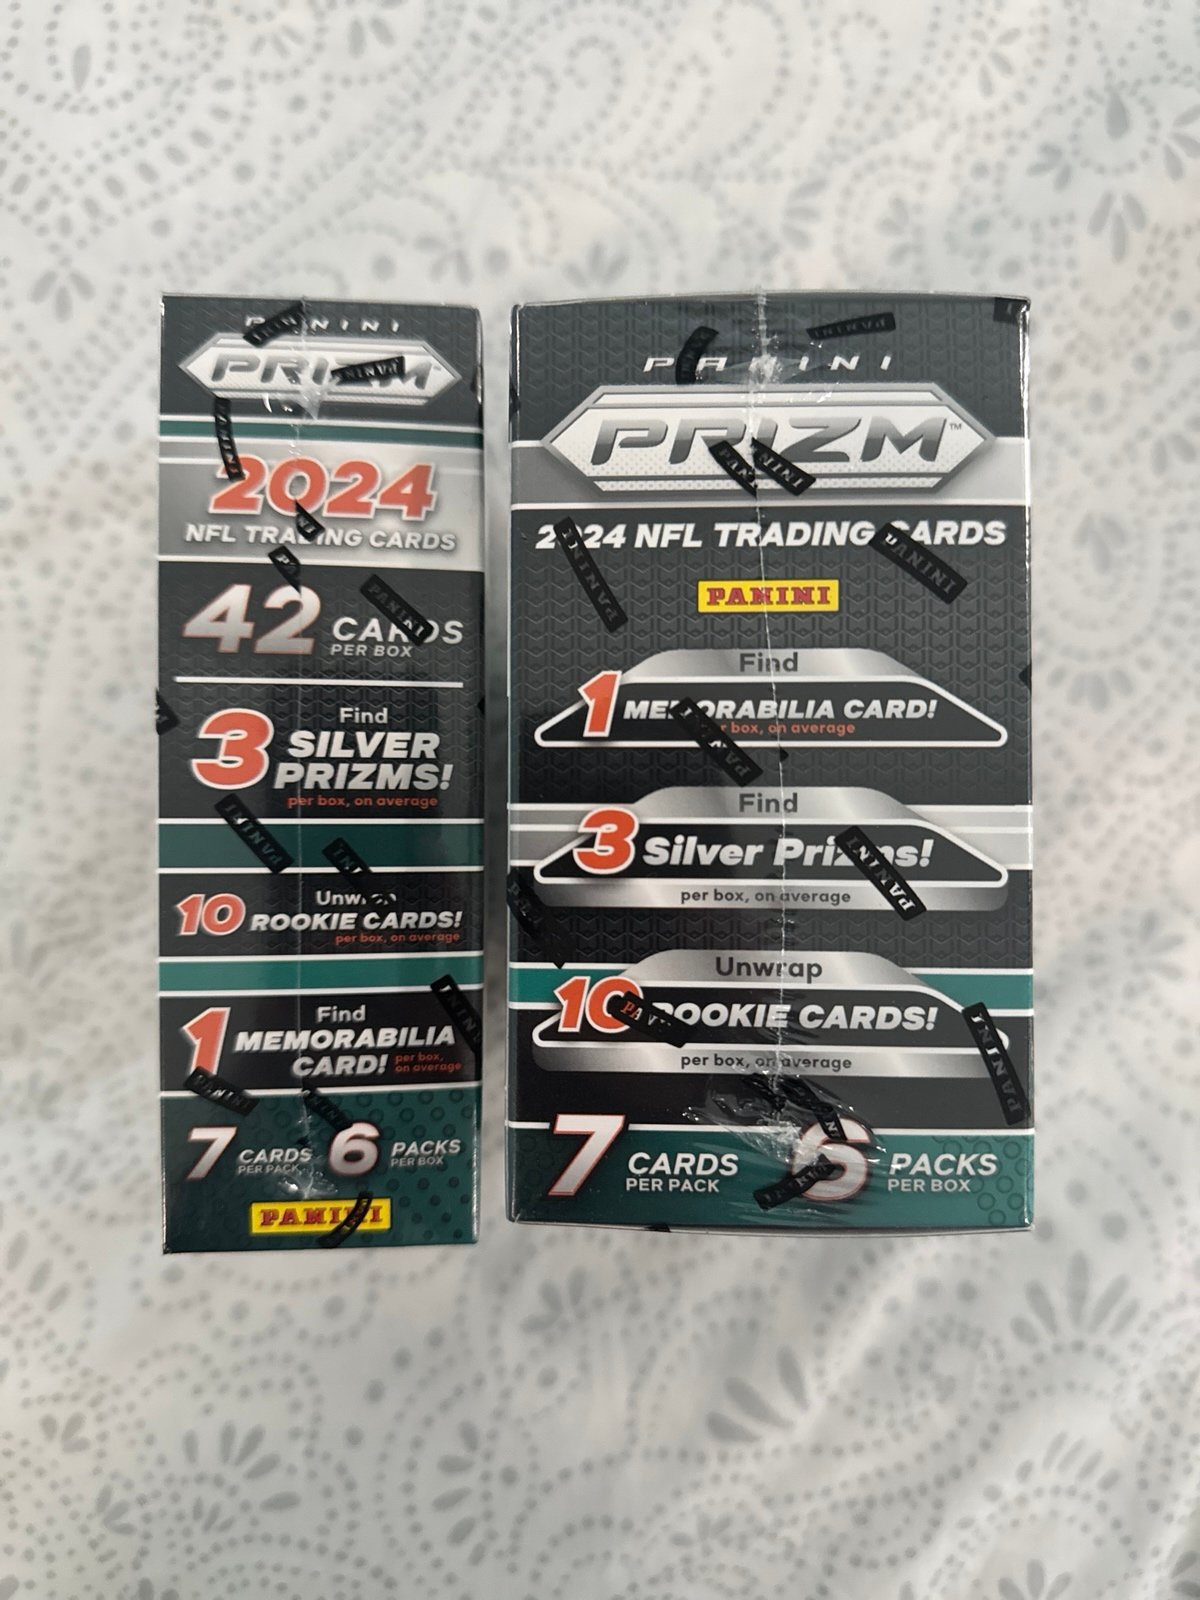 PANINI
PRIZM
2024
NFL TRADING CARDS
42 CARDS
PER BOX
3 Find
SILVER
PRIZMS!
per box, on average
10 Unwrap
ROOKIE CARDS!
per box, on average
1 Find
MEMORABILIA
CARD! per box,
on average
7 CARDS
PER PACK
6 PACKS
PER BOX
PANINI
PANINI
PRIZM™
2024 NFL TRADING CARDS
PANINI
Find
1 MEMORABILIA CARD!
per box, on average
Find
3 Silver Prizms!
per box, on average
Unwrap
10 ROOKIE CARDS!
per box, on average
7 CARDS
PER PACK
6 PACKS
PER BOX